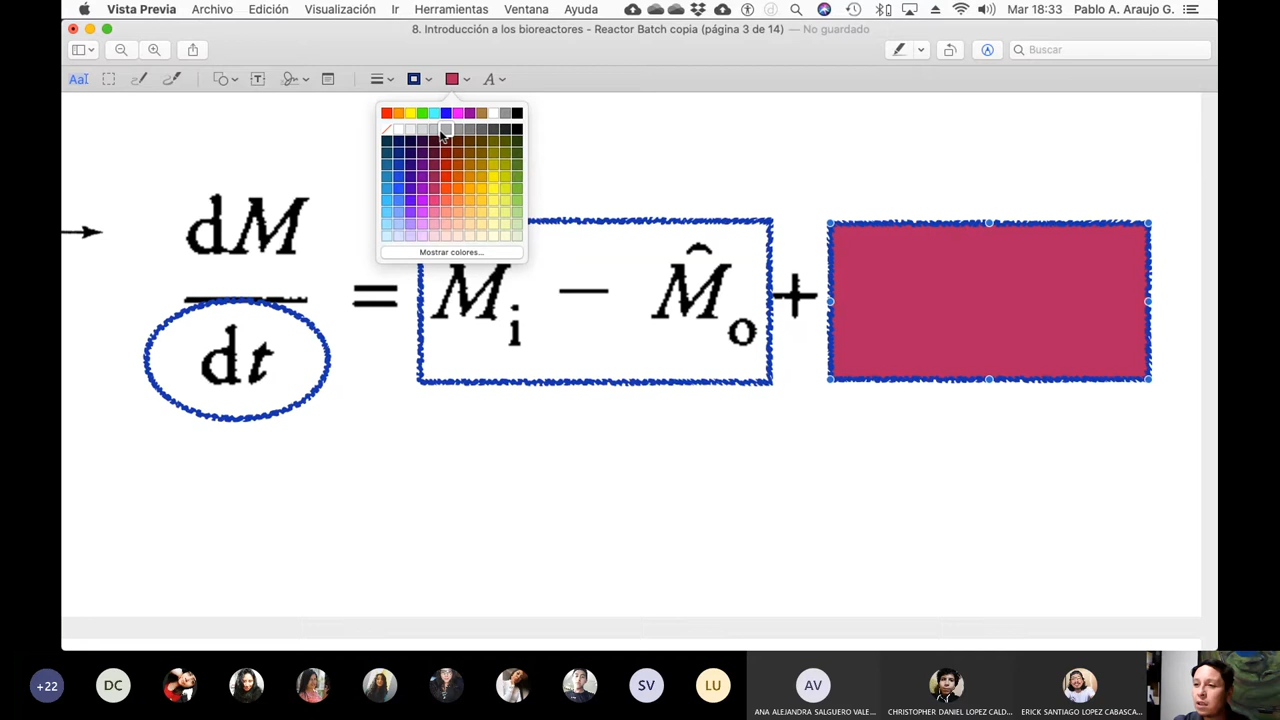 Vista Previa Archivo Edición Visualización Ir Herramientas Ventana Ayuda Mar 18:33 Pablo A. Araujo G.
8. Introducción a los bioreactores - Reactor Batch copia (página 3 de 14) — No guardado
Buscar
AaI T A
Mostrar colores...
→ dM/dt = M̂i − M̂o +
+22 DC SV LU AV
ANA ALEJANDRA SALGUERO VALE... CHRISTOPHER DANIEL LOPEZ CALD... ERICK SANTIAGO LOPEZ CABASCA...